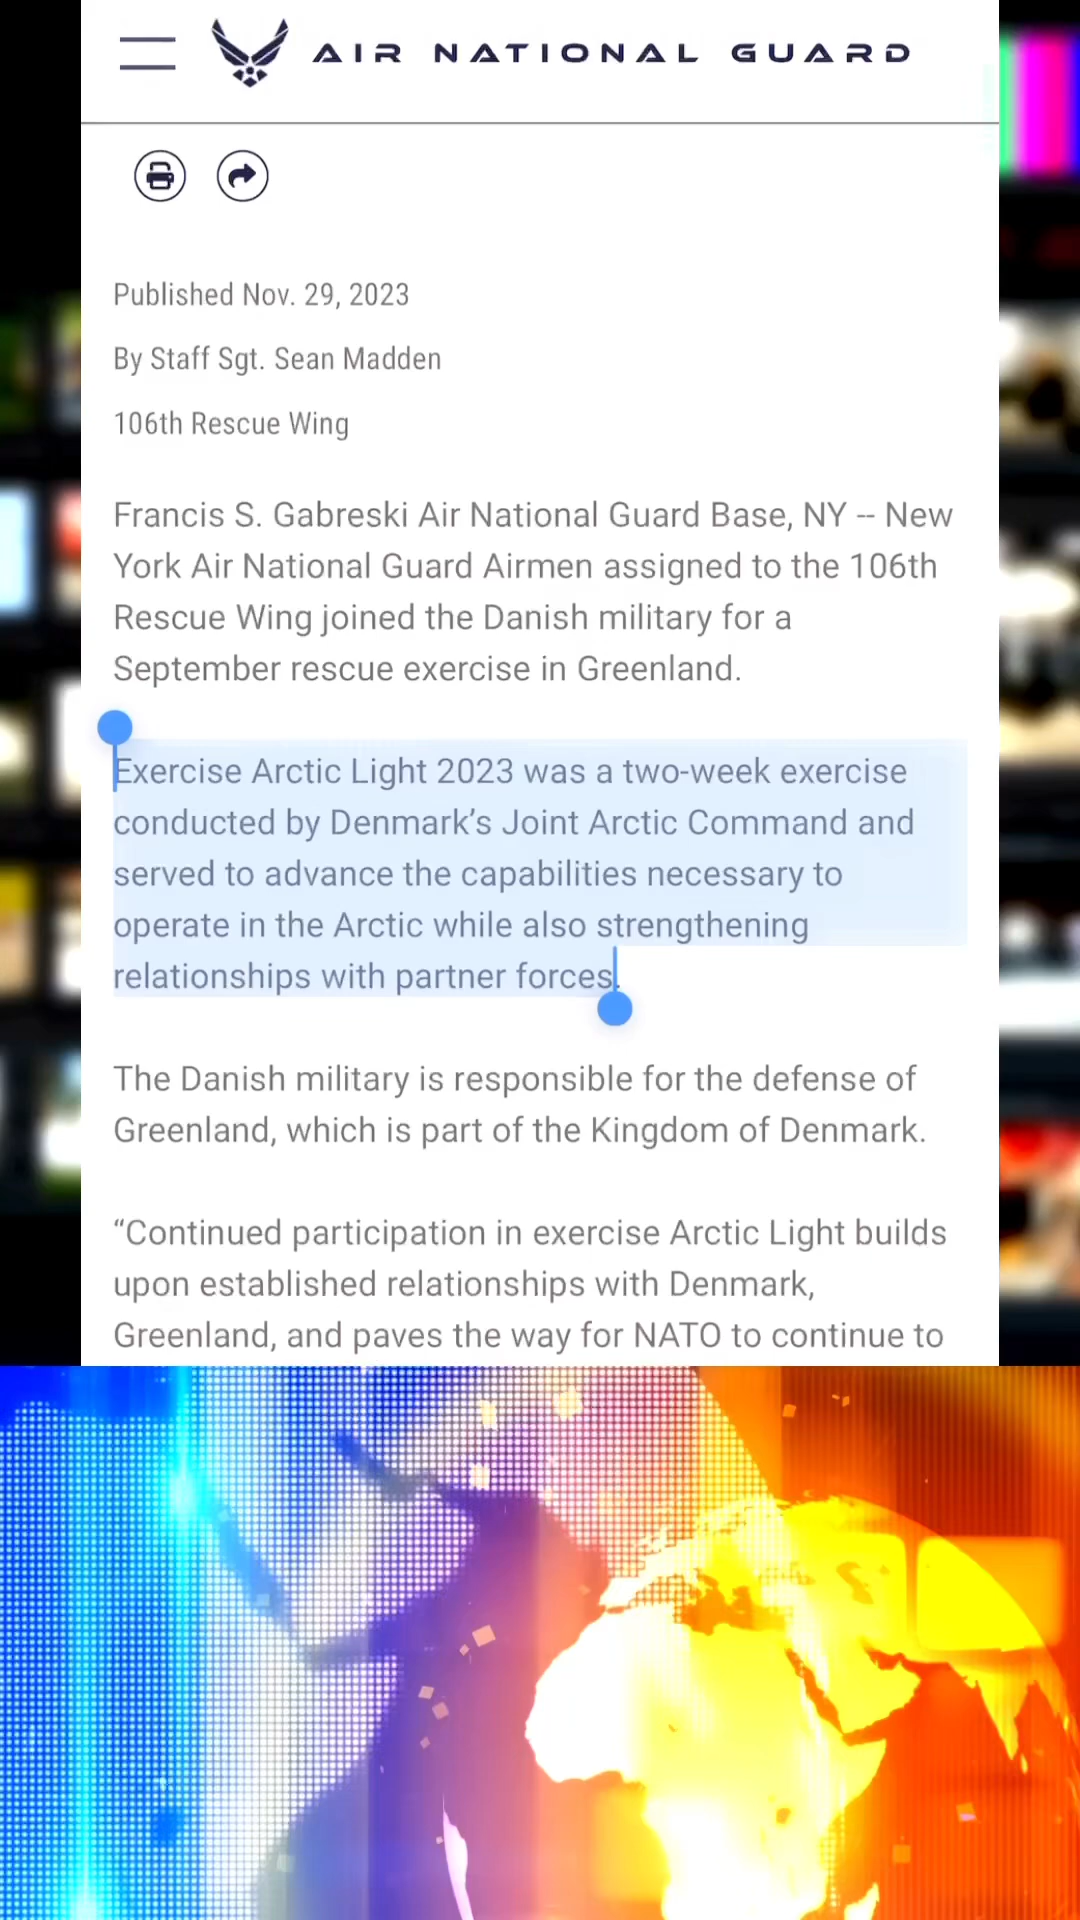 AIR NATIONAL GUARD
Published Nov. 29, 2023
By Staff Sgt. Sean Madden
106th Rescue Wing
Francis S. Gabreski Air National Guard Base, NY -- New
York Air National Guard Airmen assigned to the 106th
Rescue Wing joined the Danish military for a
September rescue exercise in Greenland.
Exercise Arctic Light 2023 was a two-week exercise
conducted by Denmark’s Joint Arctic Command and
served to advance the capabilities necessary to
operate in the Arctic while also strengthening
relationships with partner forces.
The Danish military is responsible for the defense of
Greenland, which is part of the Kingdom of Denmark.
“Continued participation in exercise Arctic Light builds
upon established relationships with Denmark,
Greenland, and paves the way for NATO to continue to